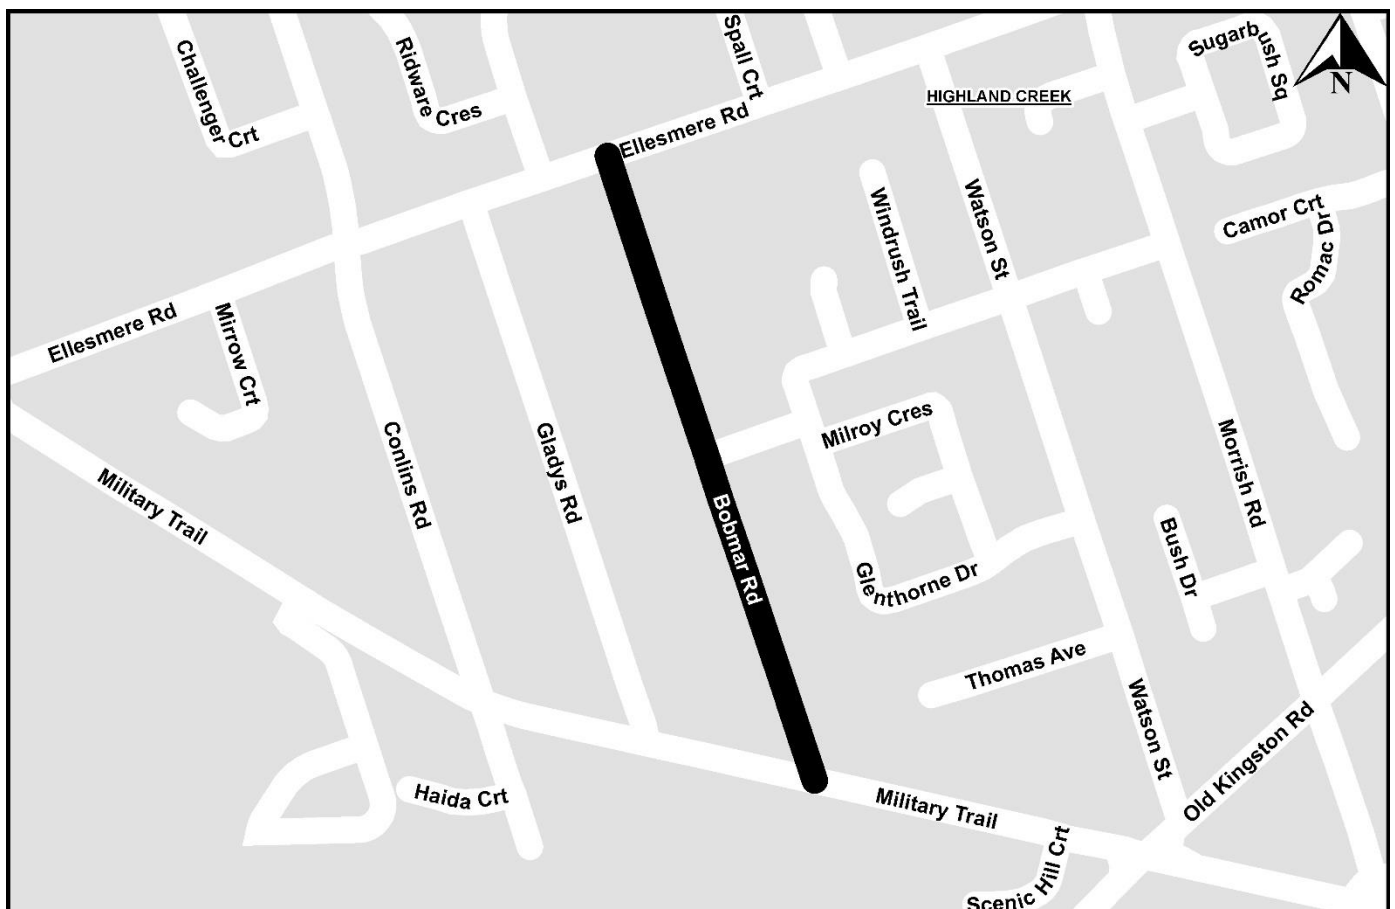 Challenger Crt
Ridware Cres
Spall Crt
Sugarbush Sq
N
HIGHLAND CREEK
Ellesmere Rd
Windrush Trail
Watson St
Camor Crt
Romac Dr
Ellesmere Rd
Mirrow Crt
Milroy Cres
Conlins Rd
Gladys Rd
Morrish Rd
Military Trail
Bobmar Rd
Bush Dr
Glenthorne Dr
Thomas Ave
Watson St
Old Kingston Rd
Haida Crt
Military Trail
Scenic Hill Crt